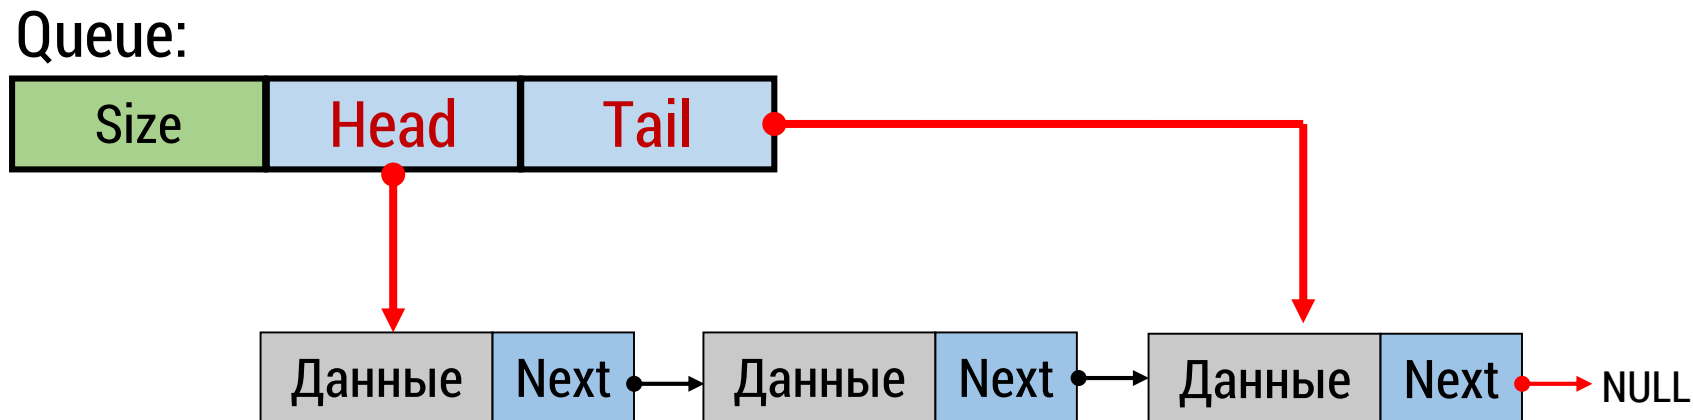 Queue:
Size Head Tail
Данные Next Данные Next Данные Next NULL